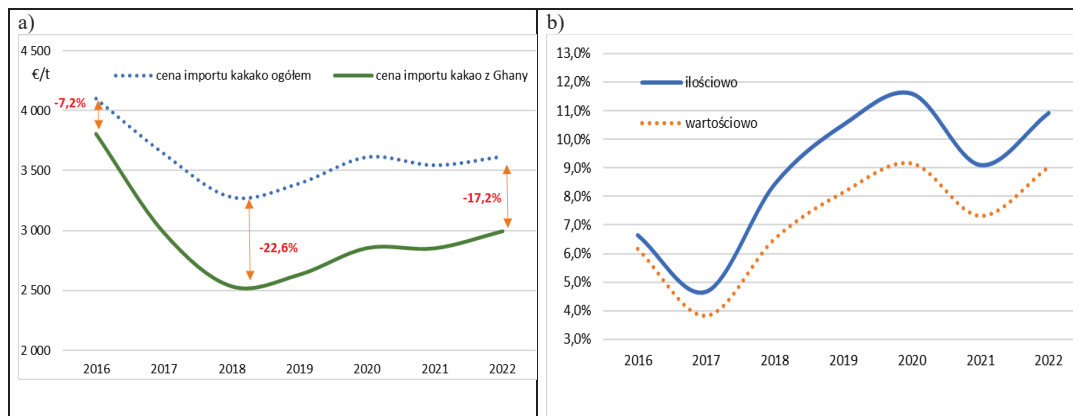 a)
4 500
€/t
cena importu kakako ogółem
cena importu kakao z Ghany
-7,2%
4 000
3 500
-17,2%
3 000
-22,6%
2 500
2 000
2016 2017 2018 2019 2020 2021 2022
b)
13,0%
12,0%
ilościowo
11,0%
wartościowo
10,0%
9,0%
8,0%
7,0%
6,0%
5,0%
4,0%
3,0%
2016 2017 2018 2019 2020 2021 2022